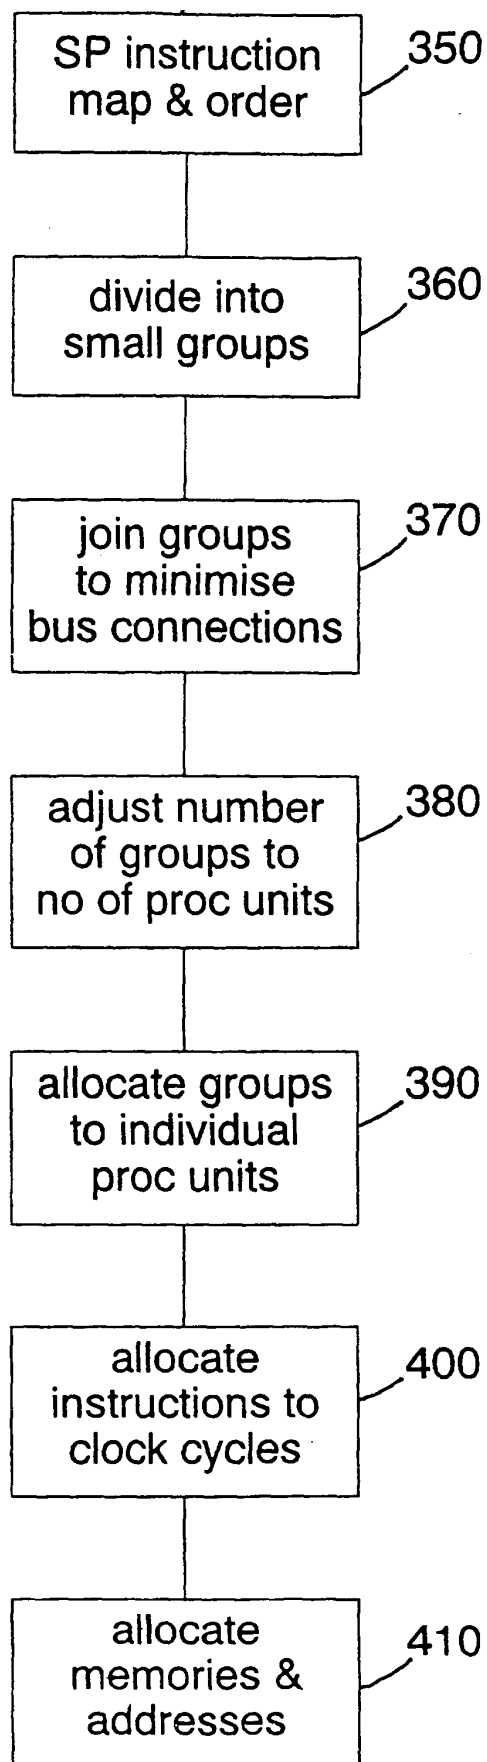 SP instruction
map & order
350
divide into
small groups
360
join groups
to minimise
bus connections
370
adjust number
of groups to
no of proc units
380
allocate groups
to individual
proc units
390
allocate
instructions to
clock cycles
400
allocate
memories &
addresses
410